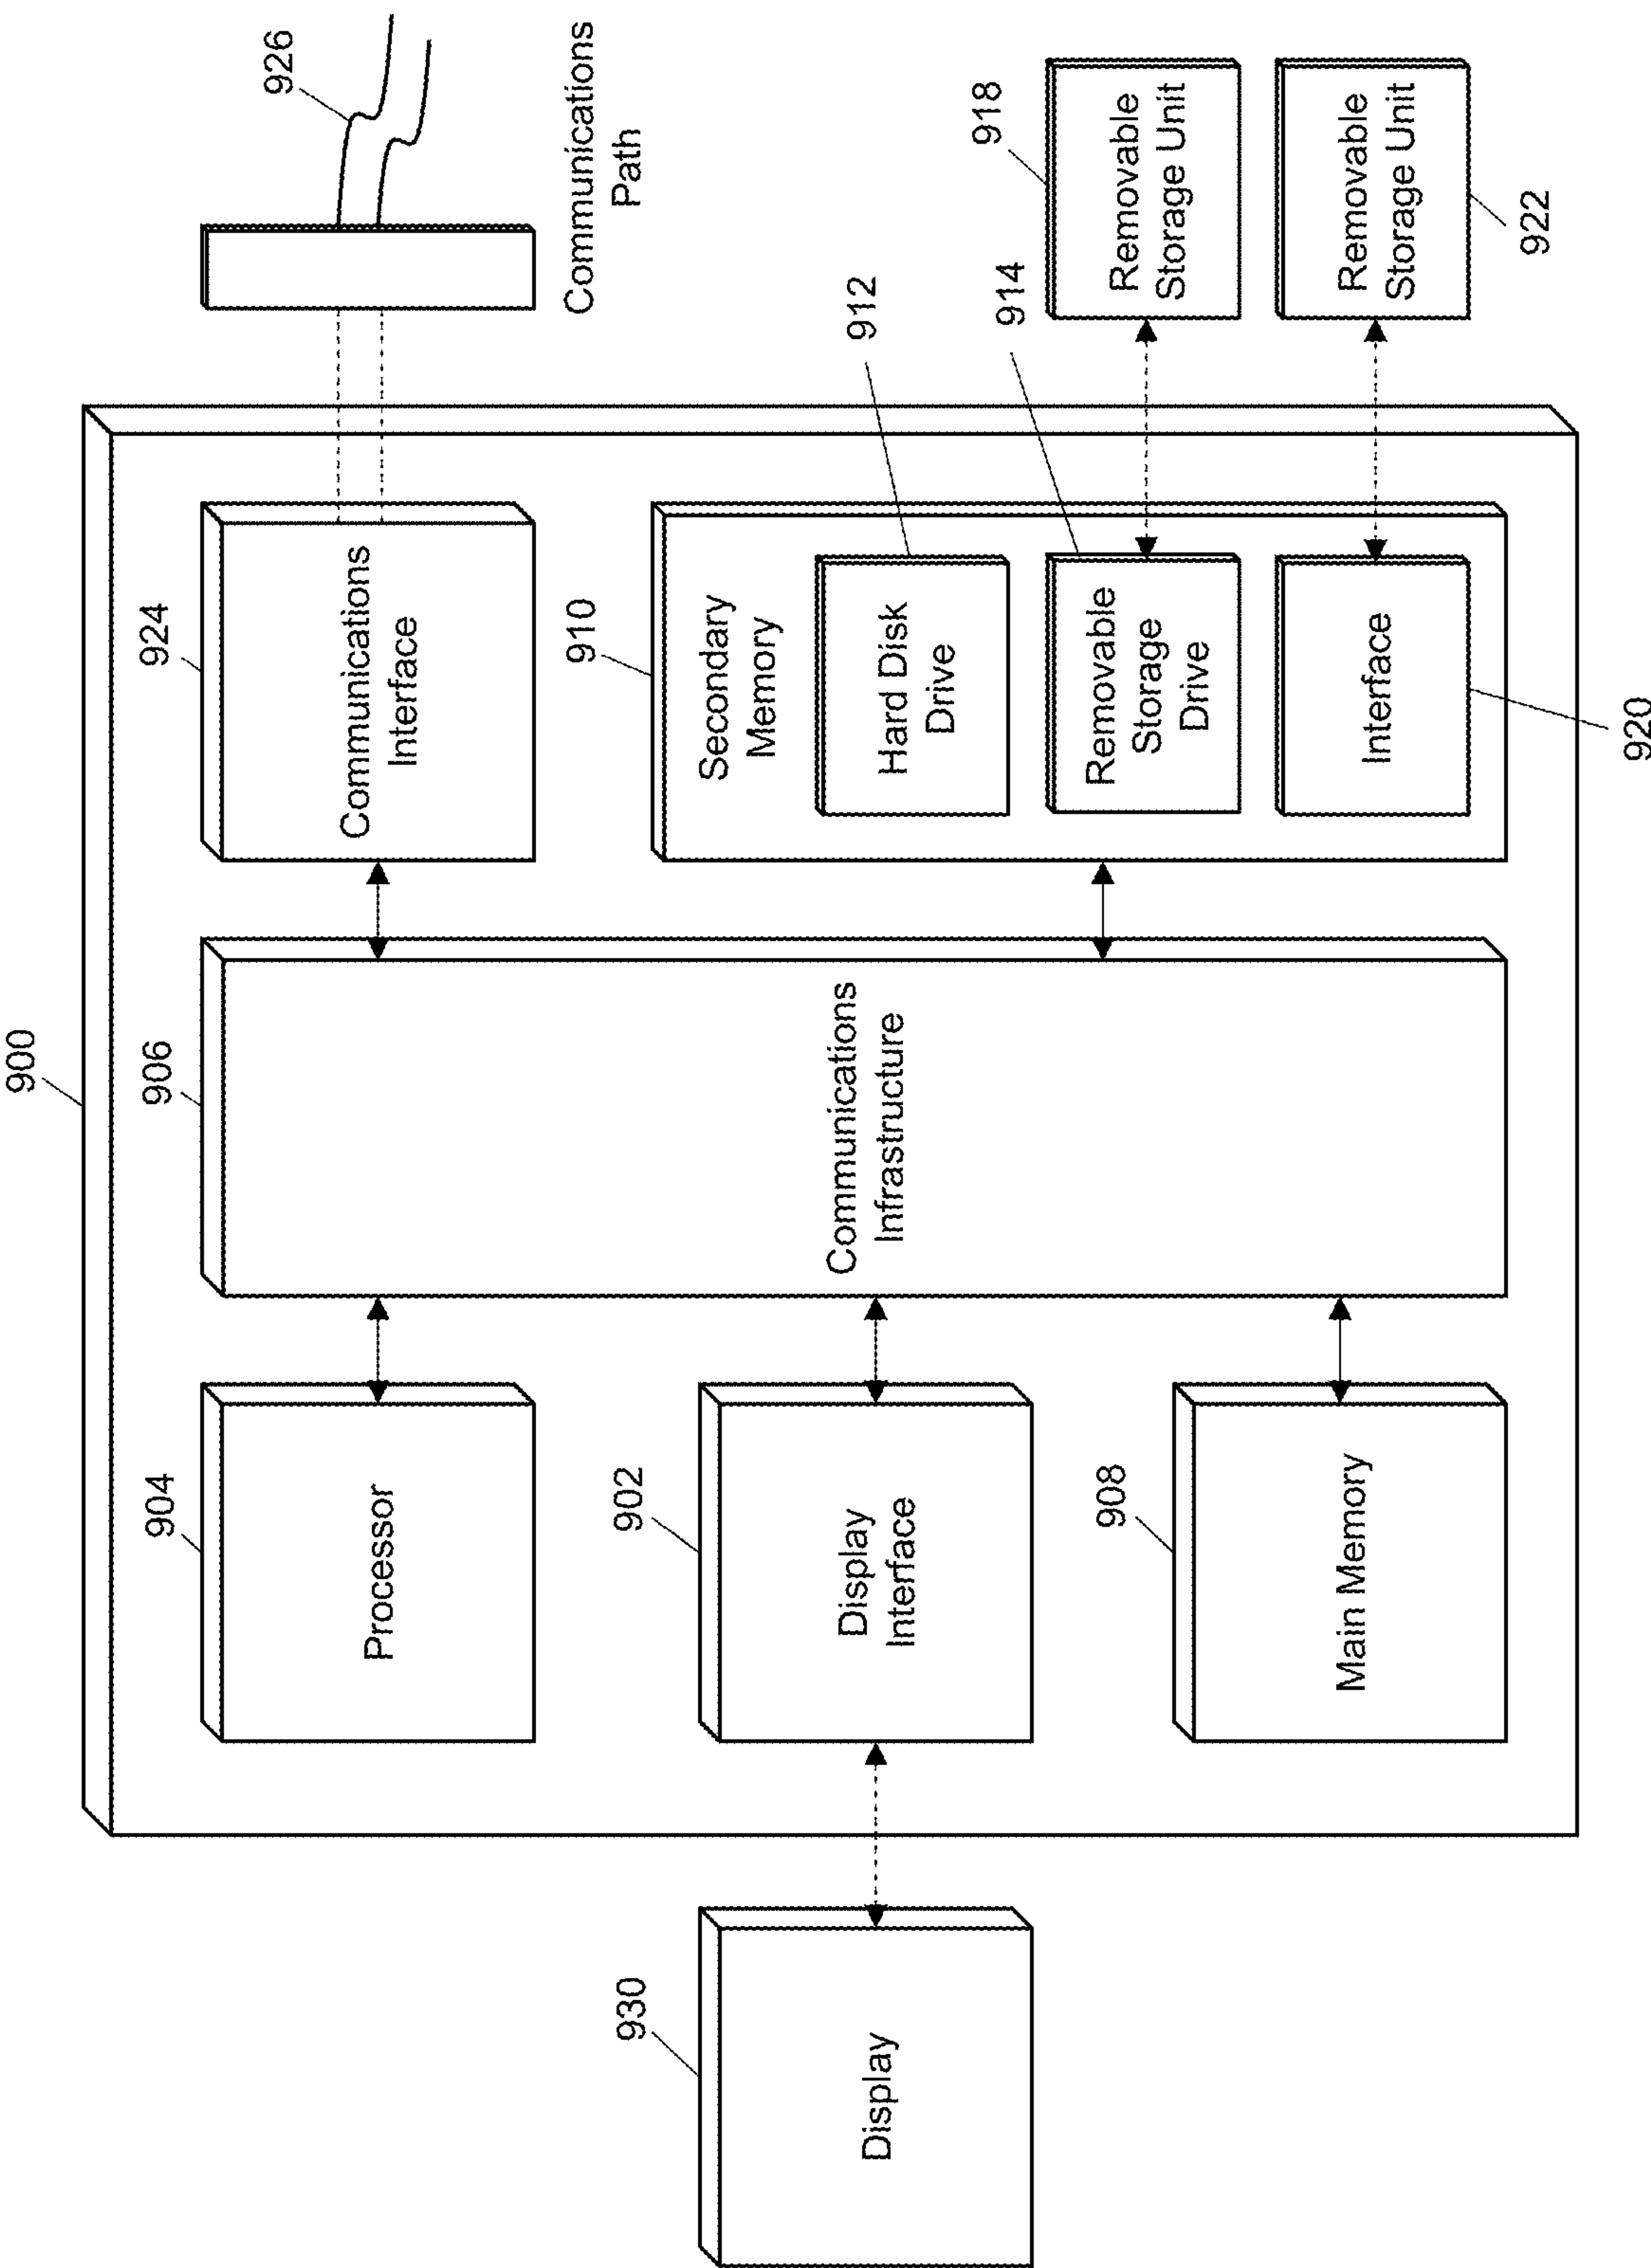 900
904
Processor
906
Communications
Infrastructure
924
Communications
Interface
926
Communications
Path
930
Display
902
Display
Interface
910
Secondary
Memory
912
Hard Disk
Drive
908
Main Memory
914
Removable
Storage
Drive
918
Removable
Storage Unit
Interface
920
Removable
Storage Unit
922